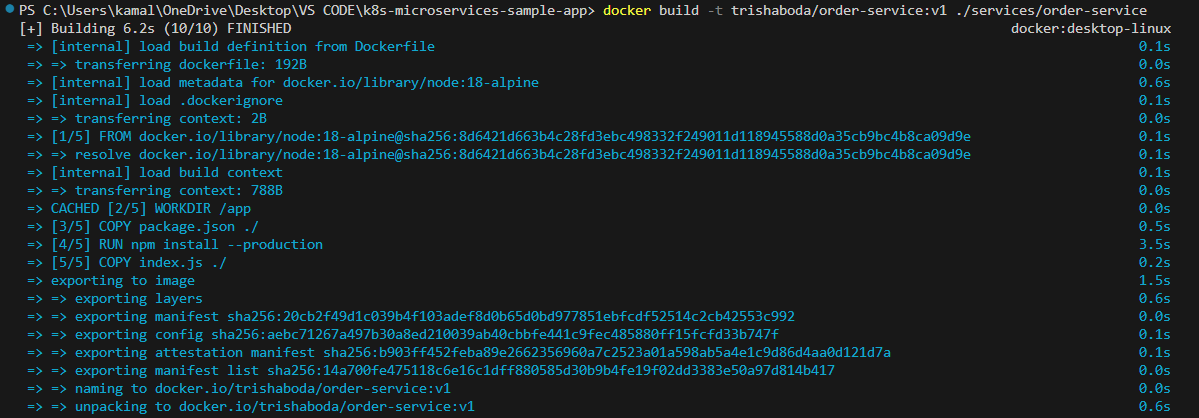 PS C:\Users\kamal\OneDrive\Desktop\VS CODE\k8s-microservices-sample-app> docker build -t trishaboda/order-service:v1 ./services/order-service
[+] Building 6.2s (10/10) FINISHED docker:desktop-linux
=> [internal] load build definition from Dockerfile 0.1s
=> => transferring dockerfile: 192B 0.0s
=> [internal] load metadata for docker.io/library/node:18-alpine 0.6s
=> [internal] load .dockerignore 0.1s
=> => transferring context: 2B 0.0s
=> [1/5] FROM docker.io/library/node:18-alpine@sha256:8d6421d663b4c28fd3ebc498332f249011d118945588d0a35cb9bc4b8ca09d9e 0.1s
=> => resolve docker.io/library/node:18-alpine@sha256:8d6421d663b4c28fd3ebc498332f249011d118945588d0a35cb9bc4b8ca09d9e 0.1s
=> [internal] load build context 0.1s
=> => transferring context: 788B 0.0s
=> CACHED [2/5] WORKDIR /app 0.0s
=> [3/5] COPY package.json ./ 0.5s
=> [4/5] RUN npm install --production 3.5s
=> [5/5] COPY index.js ./ 0.2s
=> exporting to image 1.5s
=> => exporting layers 0.6s
=> => exporting manifest sha256:20cb2f49d1c039b4f103adef8d0b65d0bd977851ebfcdf52514c2cb42553c992 0.0s
=> => exporting config sha256:aebc71267a497b30a8ed210039ab40cbbfe441c9fec485880ff15fcfd33b747f 0.1s
=> => exporting attestation manifest sha256:b903ff452feba89e2662356960a7c2523a01a598ab5a4e1c9d86d4aa0d121d7a 0.1s
=> => exporting manifest list sha256:14a700fe475118c6e16c1dff880585d30b9b4fe19f02dd3383e50a97d814b417 0.0s
=> => naming to docker.io/trishaboda/order-service:v1 0.0s
=> => unpacking to docker.io/trishaboda/order-service:v1 0.6s